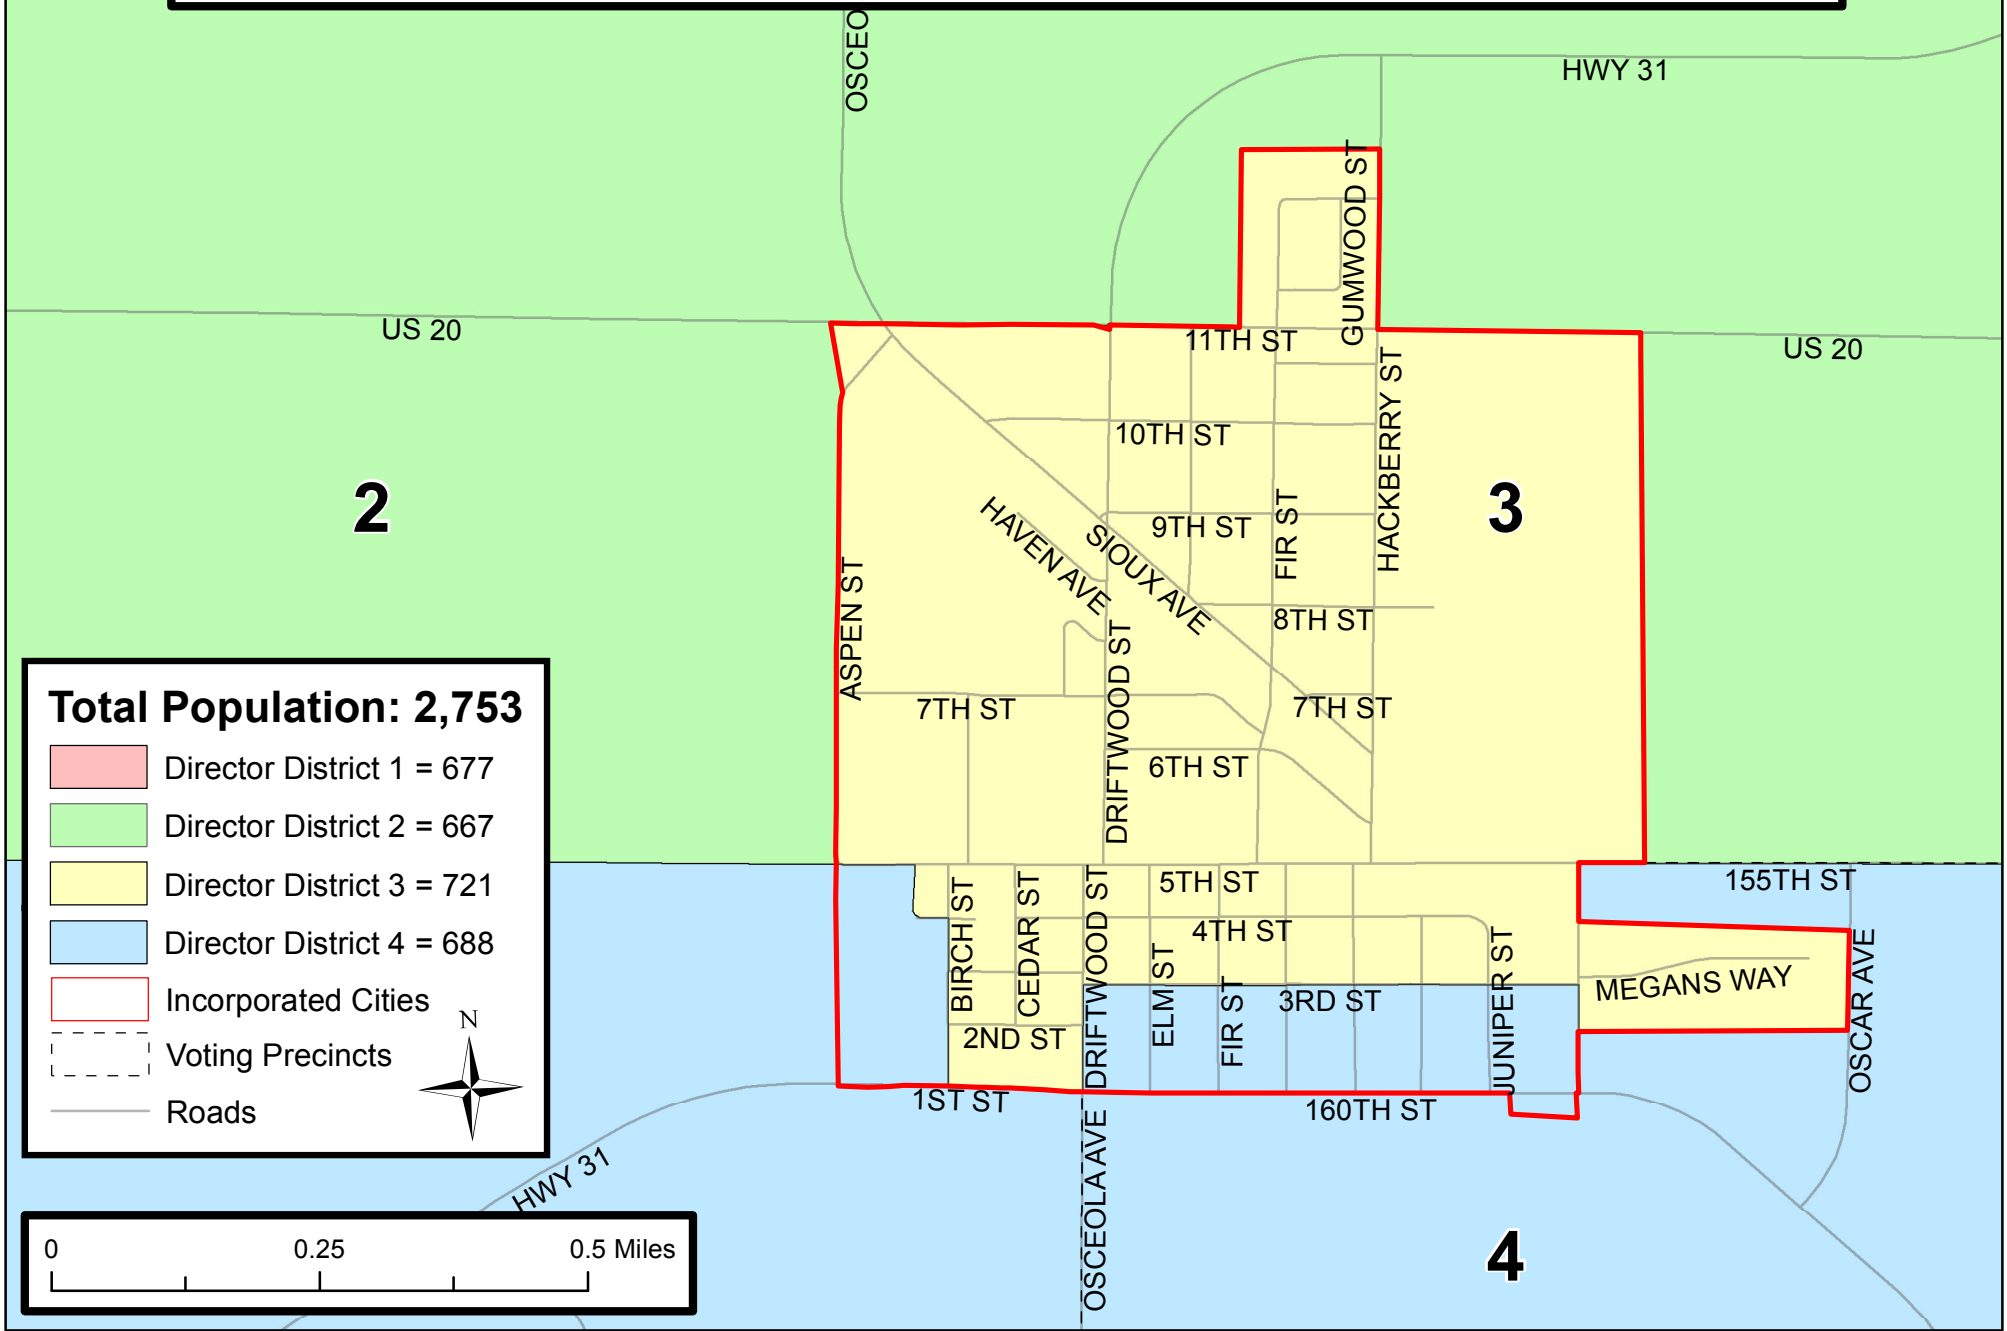 OSCEO
HWY 31
GUMWOOD ST
US 20
11TH ST
US 20
HACKBERRY ST
10TH ST
2
3
HAVEN AVE
SIOUX AVE
9TH ST
FIR ST
ASPEN ST
8TH ST
DRIFTWOOD ST
7TH ST
7TH ST
6TH ST
Total Population: 2,753
Director District 1 = 677
Director District 2 = 667
Director District 3 = 721
Director District 4 = 688
Incorporated Cities
Voting Precincts
Roads
N
5TH ST
155TH ST
BIRCH ST
CEDAR ST
DRIFTWOOD ST
4TH ST
ELM ST
FIR ST
3RD ST
JUNIPER ST
MEGANS WAY
OSCAR AVE
2ND ST
1ST ST
160TH ST
OSCEOLA AVE
HWY 31
4
0 0.25 0.5 Miles